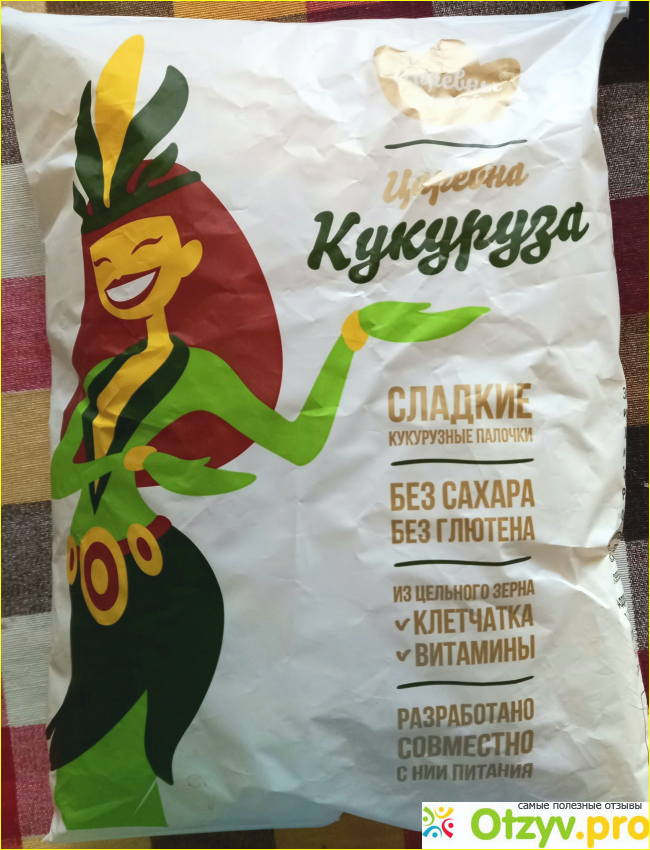 Царевна
Царевна
Кукуруза
СЛАДКИЕ
КУКУРУЗНЫЕ ПАЛОЧКИ
БЕЗ САХАРА
БЕЗ ГЛЮТЕНА
ИЗ ЦЕЛЬНОГО ЗЕРНА
КЛЕТЧАТКА
ВИТАМИНЫ
РАЗРАБОТАНО
СОВМЕСТНО
С НИИ ПИТАНИЯ
самые полезные отзывы
Otzyv.pro